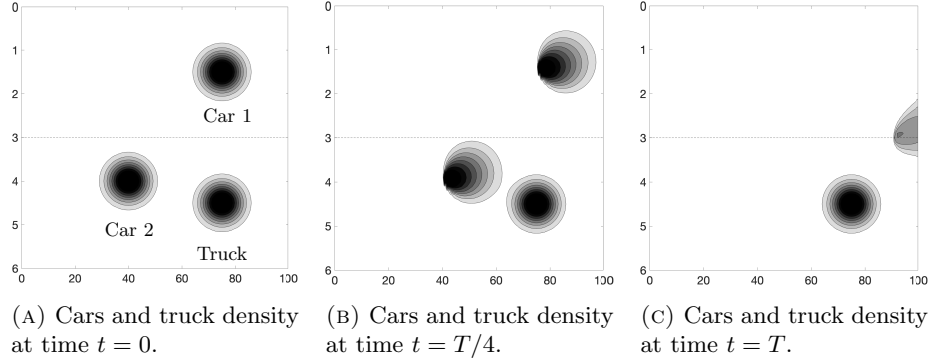 0
1
2
3
4
5
6
0 20 40 60 80 100
Car 1
Car 2
Truck
(A) Cars and truck density
at time t = 0.
0
1
2
3
4
5
6
0 20 40 60 80 100
(B) Cars and truck density
at time t = T/4.
0
1
2
3
4
5
6
0 20 40 60 80 100
(C) Cars and truck density
at time t = T.